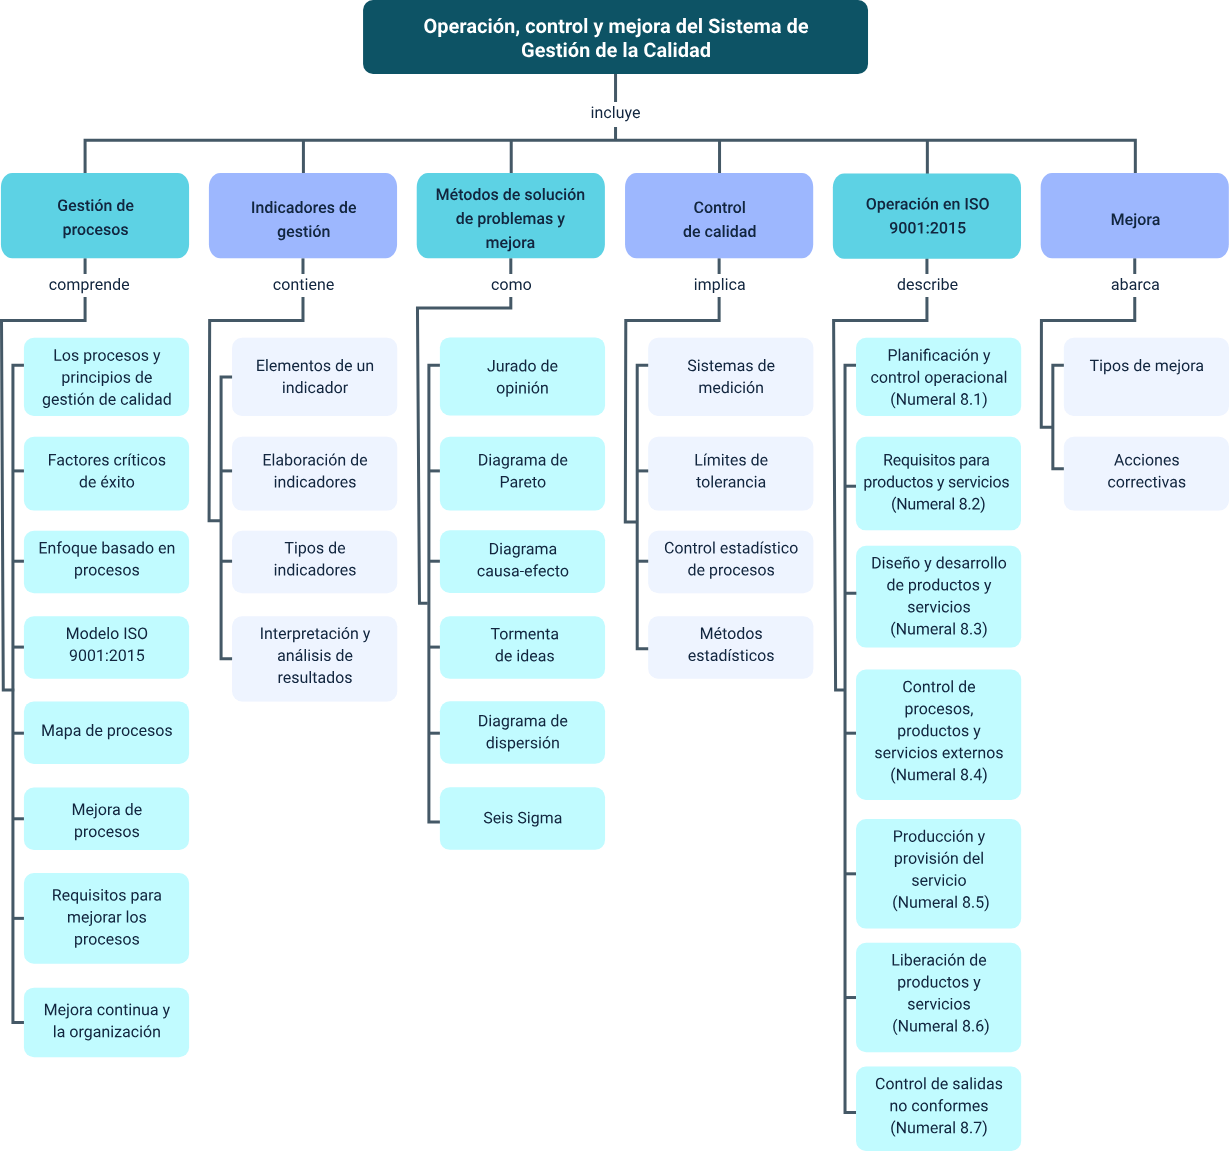 Operación, control y mejora del Sistema de
Gestión de la Calidad
incluye
Gestión de
procesos
comprende
Los procesos y
principios de
gestión de calidad
Factores críticos
de éxito
Enfoque basado en
procesos
Modelo ISO
9001:2015
Mapa de procesos
Mejora de
procesos
Requisitos para
mejorar los
procesos
Mejora continua y
la organización
Indicadores de
gestión
contiene
Elementos de un
indicador
Elaboración de
indicadores
Tipos de
indicadores
Interpretación y
análisis de
resultados
Métodos de solución
de problemas y
mejora
como
Jurado de
opinión
Diagrama de
Pareto
Diagrama
causa-efecto
Tormenta
de ideas
Diagrama de
dispersión
Seis Sigma
Control
de calidad
implica
Sistemas de
medición
Límites de
tolerancia
Control estadístico
de procesos
Métodos
estadísticos
Operación en ISO
9001:2015
describe
Planificación y
control operacional
(Numeral 8.1)
Requisitos para
productos y servicios
(Numeral 8.2)
Diseño y desarrollo
de productos y
servicios
(Numeral 8.3)
Control de
procesos,
productos y
servicios externos
(Numeral 8.4)
Producción y
provisión del
servicio
(Numeral 8.5)
Liberación de
productos y
servicios
(Numeral 8.6)
Control de salidas
no conformes
(Numeral 8.7)
Mejora
abarca
Tipos de mejora
Acciones
correctivas